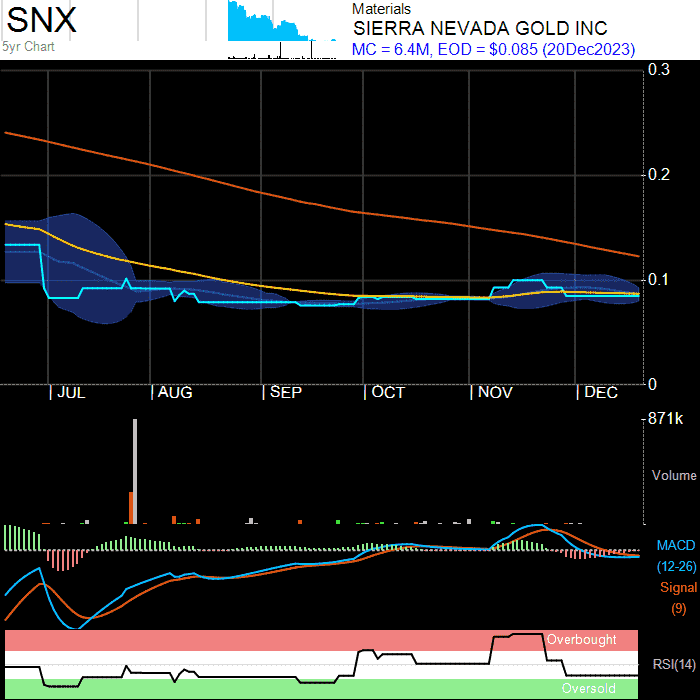 SNX
5yr Chart
Materials
SIERRA NEVADA GOLD INC
MC = 6.4M, EOD = $0.085 (20Dec2023)
0.3
0.2
0.1
0
JUL AUG SEP OCT NOV DEC
871k
Volume
MACD
(12-26)
Signal
(9)
Overbought
RSI(14)
Oversold